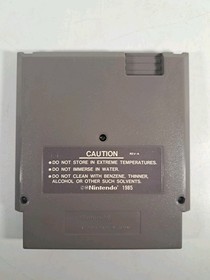 CAUTION
REV-A
•DO NOT STORE IN EXTREME TEMPERATURES.
•DO NOT IMMERSE IN WATER.
•DO NOT CLEAN WITH BENZENE, THINNER,
ALCOHOL OR OTHER SUCH SOLVENTS.
©Nintendo 1985